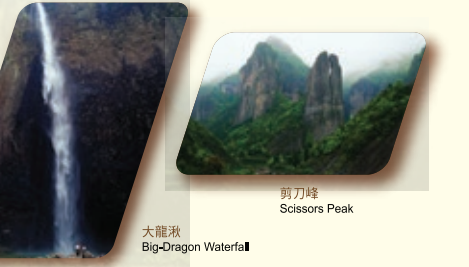 剪刀峰
Scissors Peak
大龍湫
Big-Dragon Waterfall